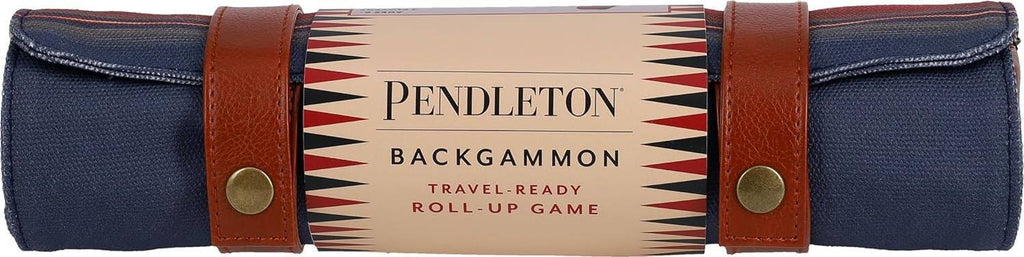 PENDLETON®
BACKGAMMON
TRAVEL-READY
ROLL-UP GAME